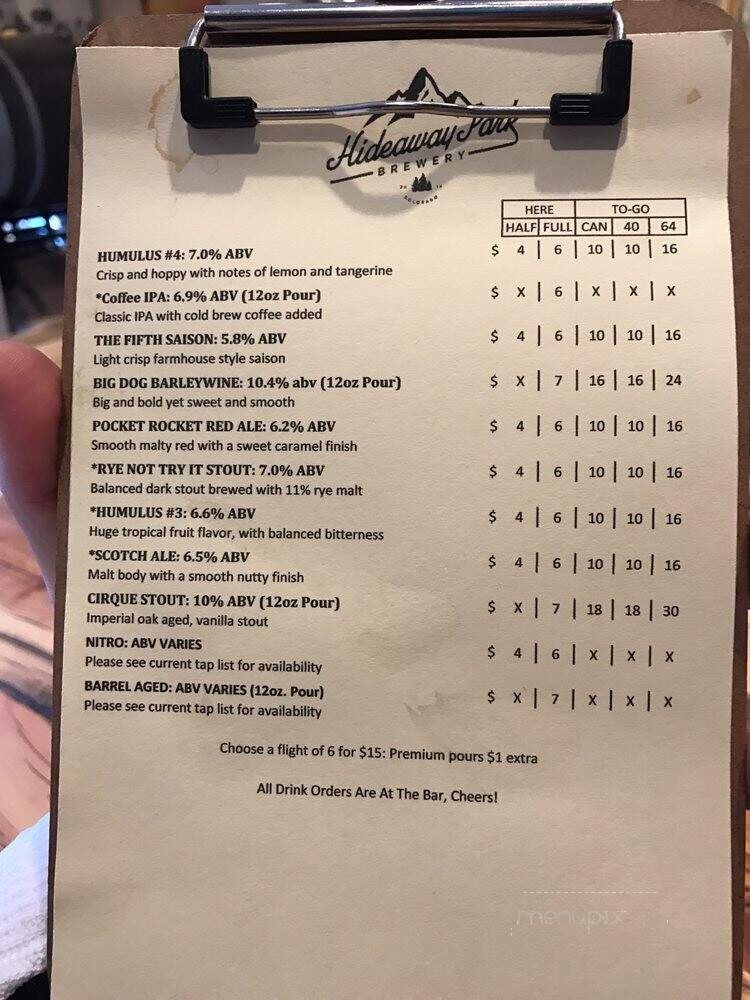 Hideaway Park
BREWERY
20 14
COLORADO
HERE TO-GO
HALF FULL CAN 40 64
HUMULUS #4: 7.0% ABV $ 4 | 6 | 10 | 10 | 16
Crisp and hoppy with notes of lemon and tangerine
*Coffee IPA: 6.9% ABV (12oz Pour) $ X | 6 | X | X | X
Classic IPA with cold brew coffee added
THE FIFTH SAISON: 5.8% ABV $ 4 | 6 | 10 | 10 | 16
Light crisp farmhouse style saison
BIG DOG BARLEYWINE: 10.4% abv (12oz Pour) $ X | 7 | 16 | 16 | 24
Big and bold yet sweet and smooth
POCKET ROCKET RED ALE: 6.2% ABV $ 4 | 6 | 10 | 10 | 16
Smooth malty red with a sweet caramel finish
*RYE NOT TRY IT STOUT: 7.0% ABV $ 4 | 6 | 10 | 10 | 16
Balanced dark stout brewed with 11% rye malt
*HUMULUS #3: 6.6% ABV $ 4 | 6 | 10 | 10 | 16
Huge tropical fruit flavor, with balanced bitterness
*SCOTCH ALE: 6.5% ABV $ 4 | 6 | 10 | 10 | 16
Malt body with a smooth nutty finish
CIRQUE STOUT: 10% ABV (12oz Pour) $ X | 7 | 18 | 18 | 30
Imperial oak aged, vanilla stout
NITRO: ABV VARIES $ 4 | 6 | X | X | X
Please see current tap list for availability
BARREL AGED: ABV VARIES (12oz. Pour) $ X | 7 | X | X | X
Please see current tap list for availability
Choose a flight of 6 for $15: Premium pours $1 extra
All Drink Orders Are At The Bar, Cheers!
menupix